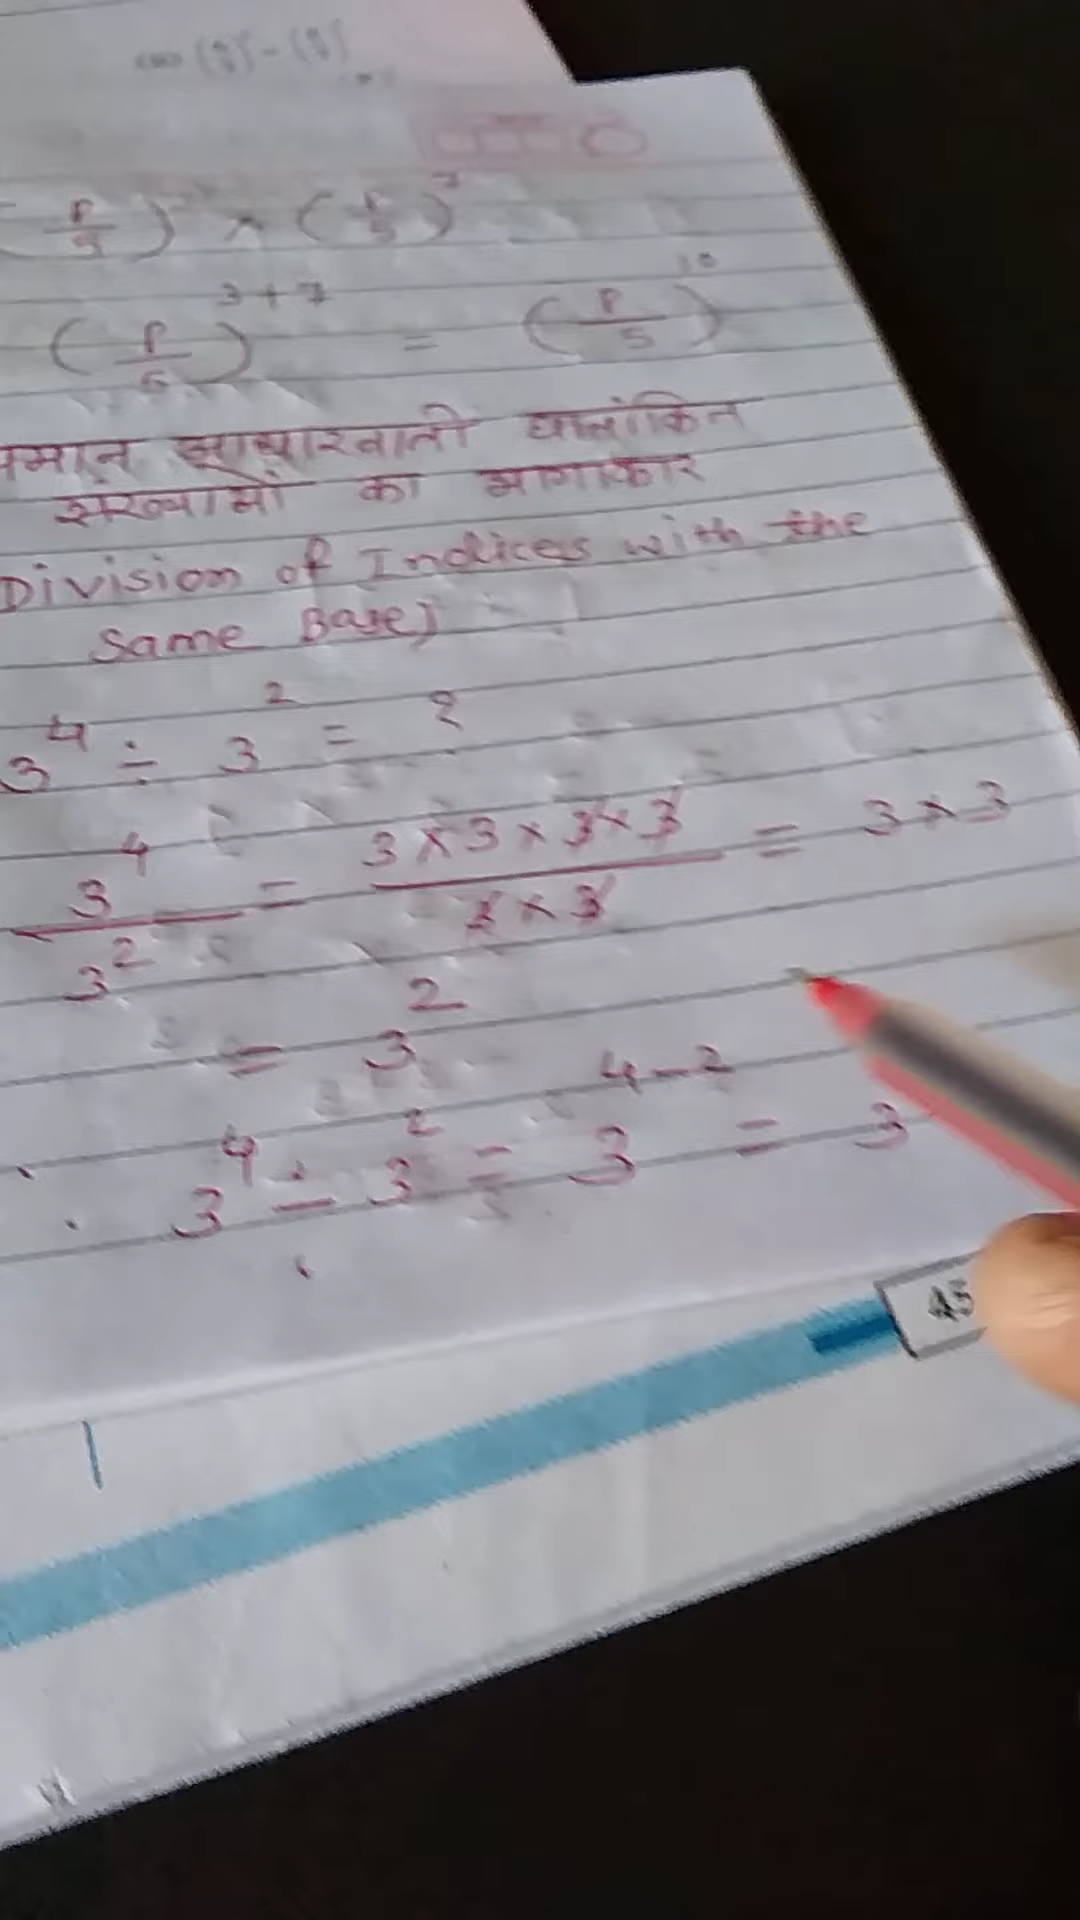 (P/5) × (P/5)^7
(P/5)^3+7 = (P/5)^10
समान आधारवाली घातांकित
संख्याओं का भागाकार
Division of Indices with the
Same Base)
3^4 ÷ 3^2 = ?
3^4/3^2 = 3×3×3×3/3×3 = 3×3
= 3^2
3^4 ÷ 3^2 = 3^4-2 = 3